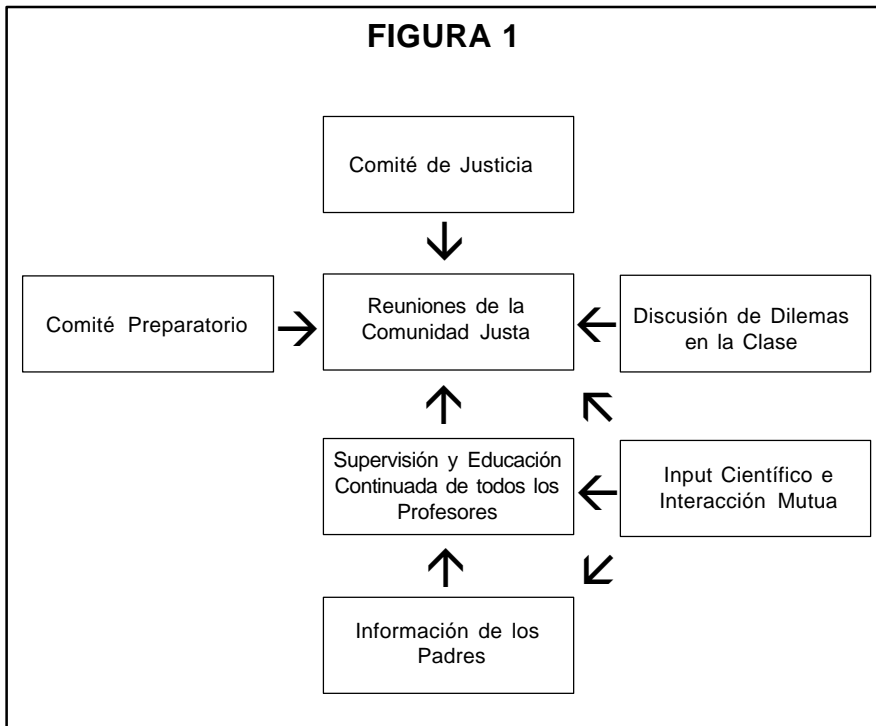 FIGURA 1
Comité de Justicia
Comité Preparatorio
Reuniones de la
Comunidad Justa
Discusión de Dilemas
en la Clase
Supervisión y Educación
Continuada de todos los
Profesores
Input Científico e
Interacción Mutua
Información de los
Padres